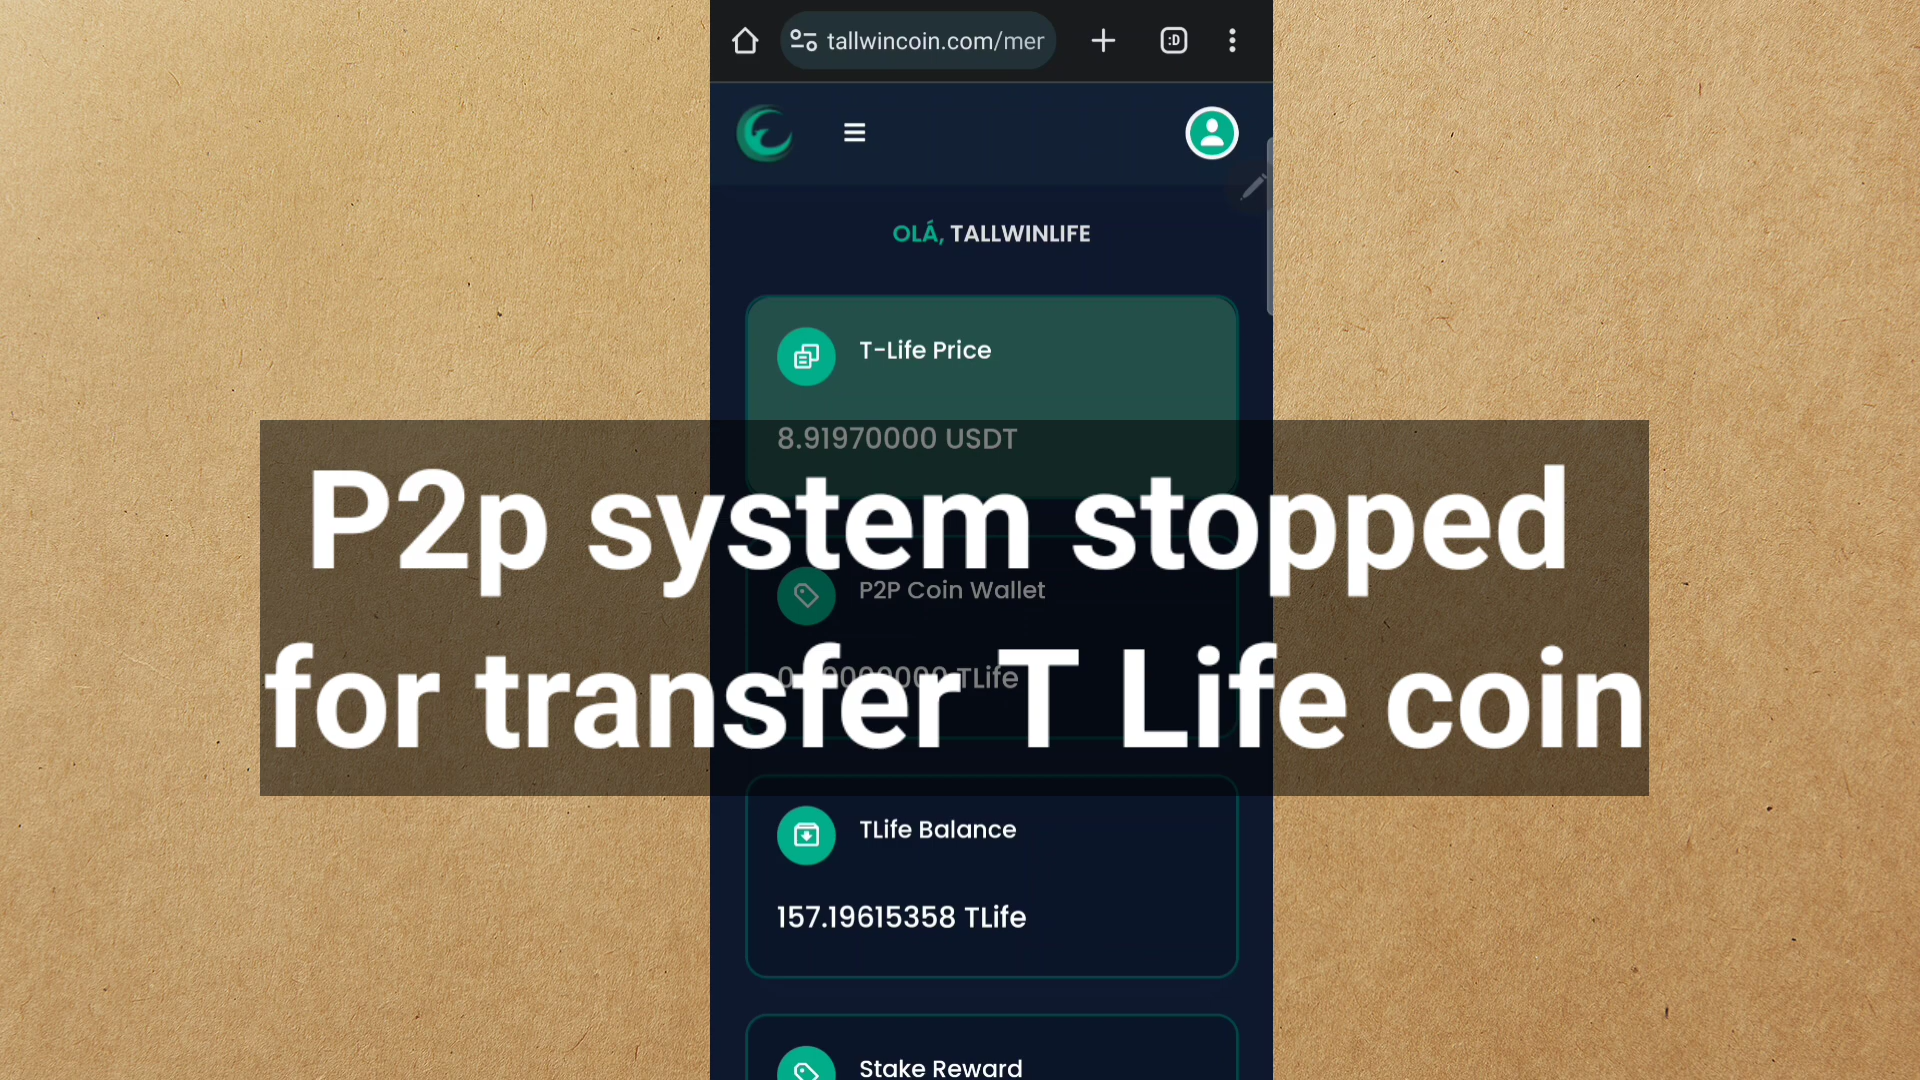 tallwincoin.com/mer
:D
OLÁ, TALLWINLIFE
T-Life Price
8.91970000 USDT
P2p system stopped
P2P Coin Wallet
for transfer T Life coin
TLife
TLife Balance
157.19615358 TLife
Stake Reward